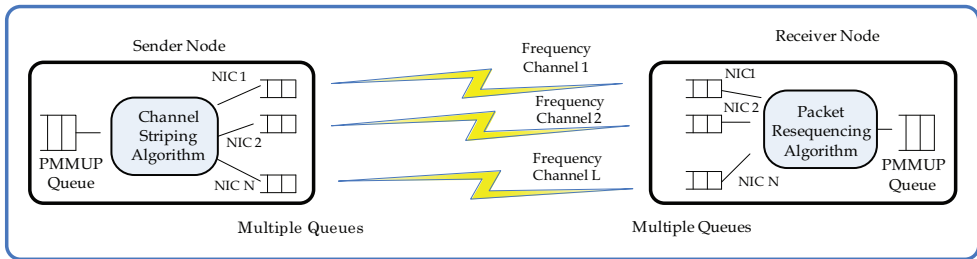 Sender Node
NIC 1
Channel
Striping
Algorithm
NIC 2
NIC N
PMMUP
Queue
Multiple Queues
Frequency
Channel 1
Frequency
Channel 2
Frequency
Channel L
Receiver Node
NIC1
NIC 2
NIC N
Packet
Resequencing
Algorithm
PMMUP
Queue
Multiple Queues